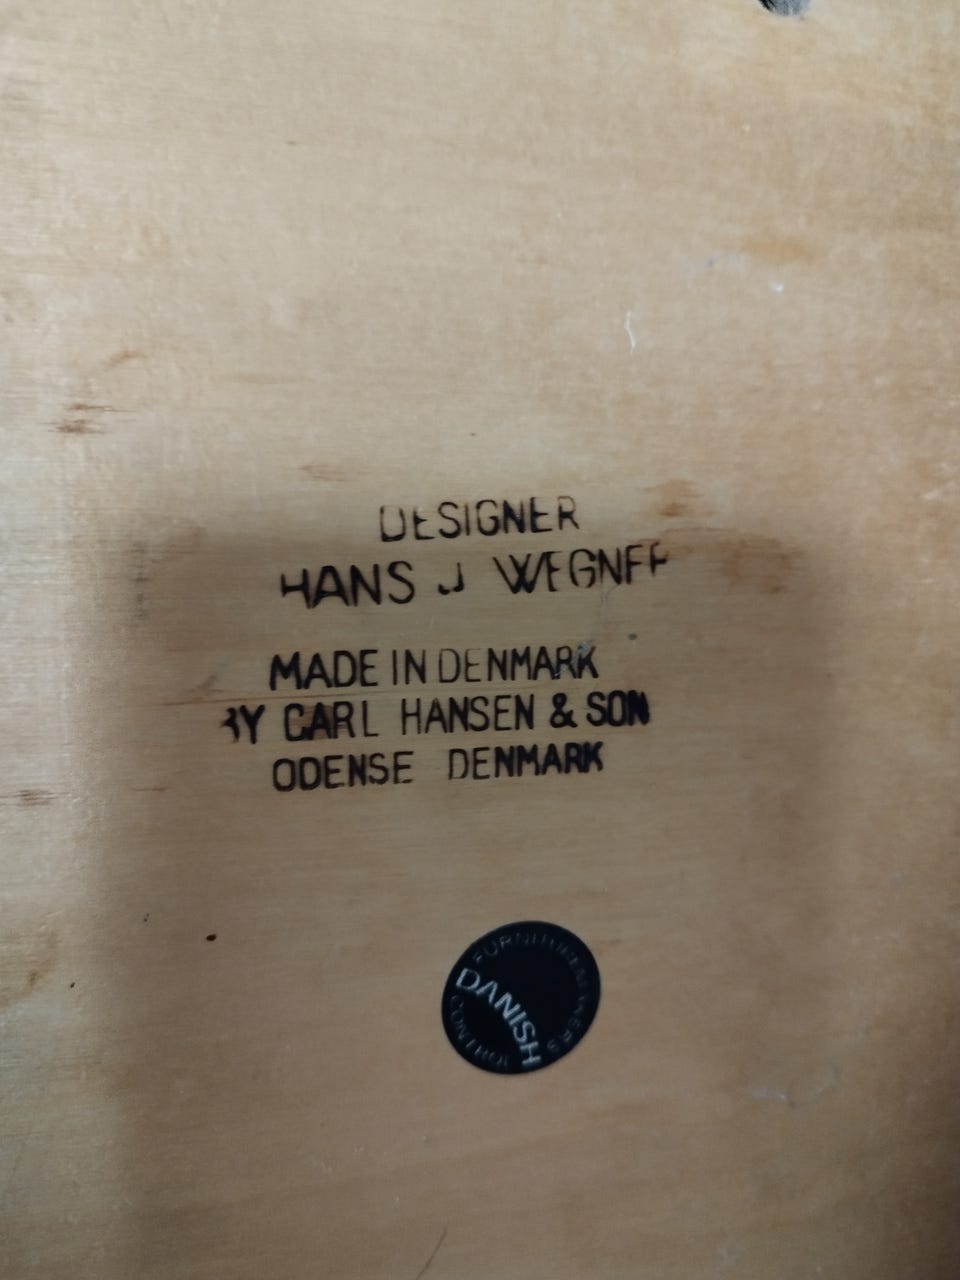 DESIGNER
HANS J WEGNER
MADE IN DENMARK
BY CARL HANSEN & SON
ODENSE DENMARK
FURNITUREMAKERS
DANISH
CONTROL